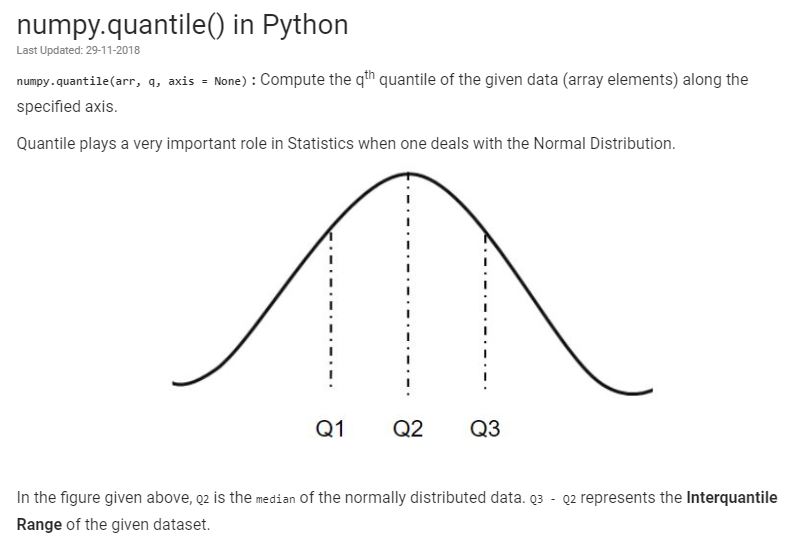 numpy.quantile() in Python
Last Updated: 29-11-2018
numpy.quantile(arr, q, axis = None) : Compute the qth quantile of the given data (array elements) along the
specified axis.
Quantile plays a very important role in Statistics when one deals with the Normal Distribution.
Q1 Q2 Q3
In the figure given above, Q2 is the median of the normally distributed data. Q3 - Q2 represents the Interquantile
Range of the given dataset.